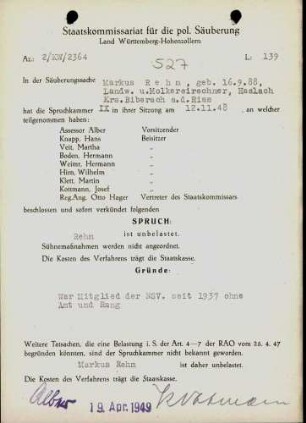 Staatskommissariat für die pol. Säuberung
Land Württemberg-Hohenzollern
Az.: 2/KW/2364
L: 139
527
In der Säuberungssache Markus Rehn, geb. 16.9.88,
Landw. u.Molkereirechner, Haslach
Krs.Biberach a.d.Riss
hat die Spruchkammer IX in ihrer Sitzung am 12.11.48, an welcher
teilgenommen haben:
Assessor Alber Vorsitzender
Knapp, Hans Beisitzer
Veit, Martha "
Boden, Hermann "
Weimr, Hermann "
Him, Wilhelm "
Klett, Martin "
Kottmann, Josef "
Reg.Ang. Otto Hager Vertreter des Staatskommissars
beschlossen und sofort verkündet folgenden
SPRUCH:
Rehn ist unbelastet.
Sühnemaßnahmen werden nicht angeordnet.
Die Kosten des Verfahrens trägt die Staatskasse.
Gründe:
War Mitglied der NSV. seit 1937 ohne
Amt und Rang
Weitere Tatsachen, die eine Belastung i. S. der Art. 4–7 der RAO vom 26. 4. 47
begründen können, sind der Spruchkammer nicht bekannt geworden.
Markus Rehn ist daher unbelastet.
Die Kosten des Verfahrens trägt die Staatskasse.
Alber 19. Apr. 1949 Kottmann